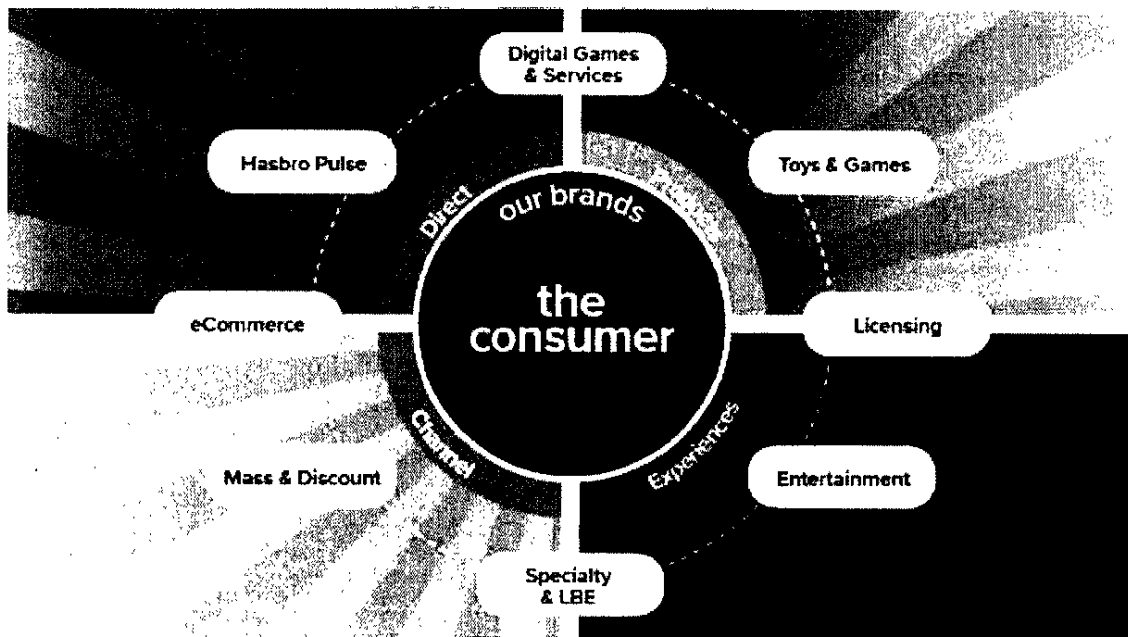 Digital Games
& Services
Hasbro Pulse
Toys & Games
Direct
our brands
Products
the
consumer
eCommerce
Licensing
Channel
Experiences
Mass & Discount
Entertainment
Specialty
& LBE